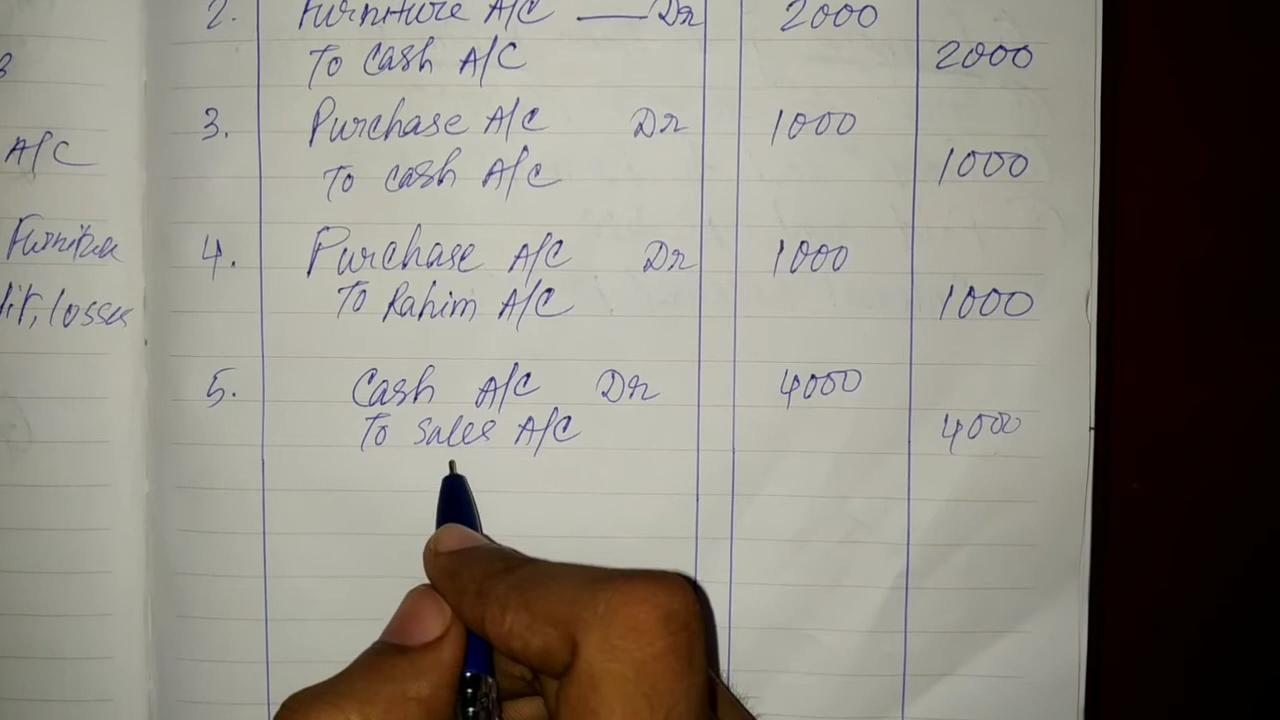 2. Furniture A/C — Dr 2000
To Cash A/C 2000
3. Purchase A/C Dr 1000
To cash A/C 1000
4. Purchase A/C Dr 1000
To Rahim A/C 1000
5. Cash A/C Dr 4000
To Sales A/C 4000
A/C
Furniture
losses